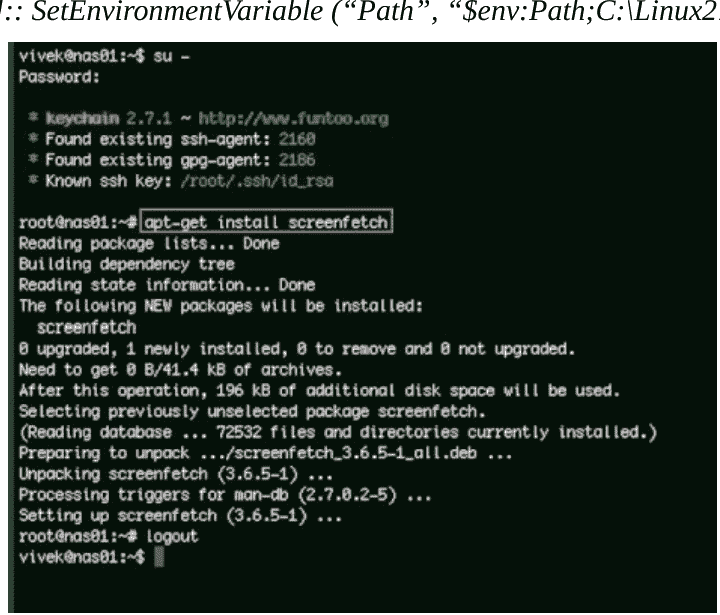 :: SetEnvironmentVariable (“Path”, “$env:Path;C:\Linux2
vivek@nas01:~$ su -
Password:
* keychain 2.7.1 ~ http://www.funtoo.org
* Found existing ssh-agent: 2160
* Found existing gpg-agent: 2186
* Known ssh key: /root/.ssh/id_rsa
root@nas01:~# apt-get install screenfetch
Reading package lists... Done
Building dependency tree
Reading state information... Done
The following NEW packages will be installed:
screenfetch
0 upgraded, 1 newly installed, 0 to remove and 0 not upgraded.
Need to get 0 B/41.4 kB of archives.
After this operation, 196 kB of additional disk space will be used.
Selecting previously unselected package screenfetch.
(Reading database ... 72532 files and directories currently installed.)
Preparing to unpack .../screenfetch_3.6.5-1_all.deb ...
Unpacking screenfetch (3.6.5-1) ...
Processing triggers for man-db (2.7.0.2-5) ...
Setting up screenfetch (3.6.5-1) ...
root@nas01:~# logout
vivek@nas01:~$